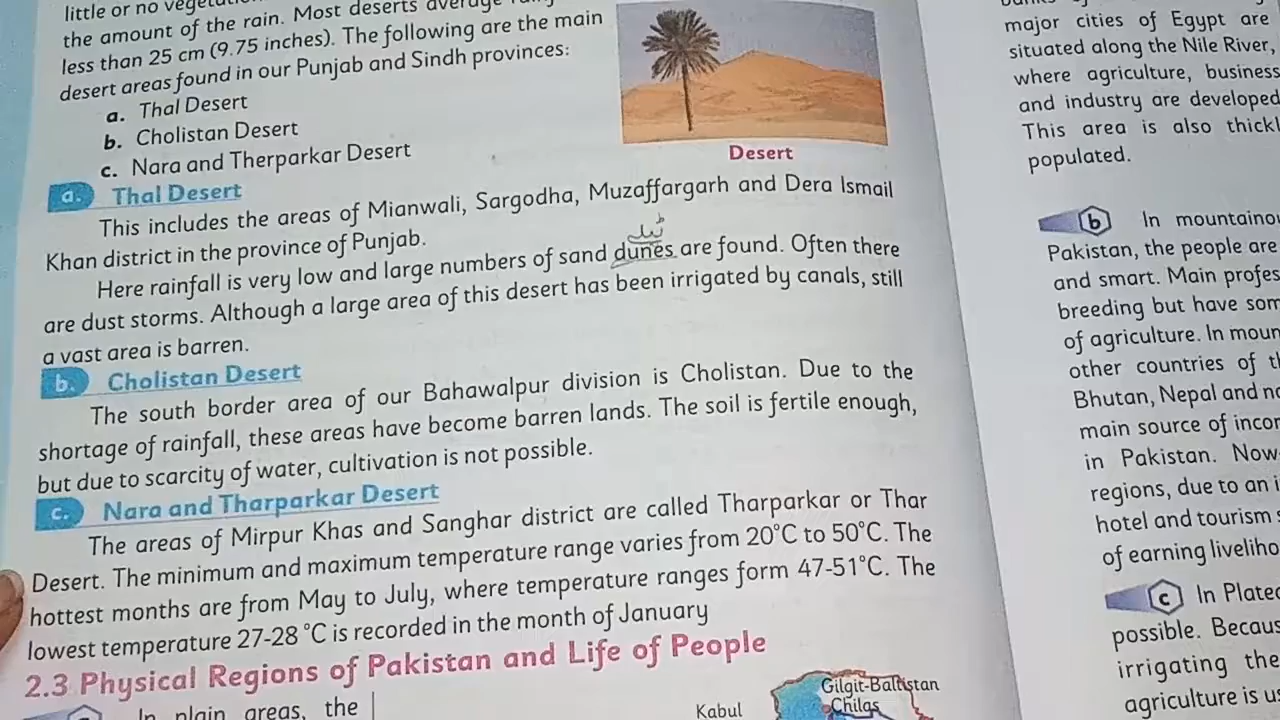 little or no
the amount of the rain. Most deserts average
less than 25 cm (9.75 inches). The following are the main
desert areas found in our Punjab and Sindh provinces:
a. Thal Desert
b. Cholistan Desert
c. Nara and Therparkar Desert
Desert
a. Thal Desert
This includes the areas of Mianwali, Sargodha, Muzaffargarh and Dera Ismail
Khan district in the province of Punjab.
Here rainfall is very low and large numbers of sand dunes are found. Often there
are dust storms. Although a large area of this desert has been irrigated by canals, still
a vast area is barren.
b. Cholistan Desert
The south border area of our Bahawalpur division is Cholistan. Due to the
shortage of rainfall, these areas have become barren lands. The soil is fertile enough,
but due to scarcity of water, cultivation is not possible.
c. Nara and Tharparkar Desert
The areas of Mirpur Khas and Sanghar district are called Tharparkar or Thar
Desert. The minimum and maximum temperature range varies from 20°C to 50°C. The
hottest months are from May to July, where temperature ranges form 47-51°C. The
lowest temperature 27-28 °C is recorded in the month of January
2.3 Physical Regions of Pakistan and Life of People
In plain areas, the
Gilgit-Baltistan
Chilas
Kabul
major cities of Egypt are
situated along the Nile River,
where agriculture, business
and industry are developed
This area is also
populated.
b In
Pakistan, the people are
and smart. Main
breeding but have
of agriculture. In
other countries of
Bhutan, Nepal and
main source of
in Pakistan. Now
regions, due to an
hotel and tourism
of earning
c In
possible.
irrigating the
agriculture is